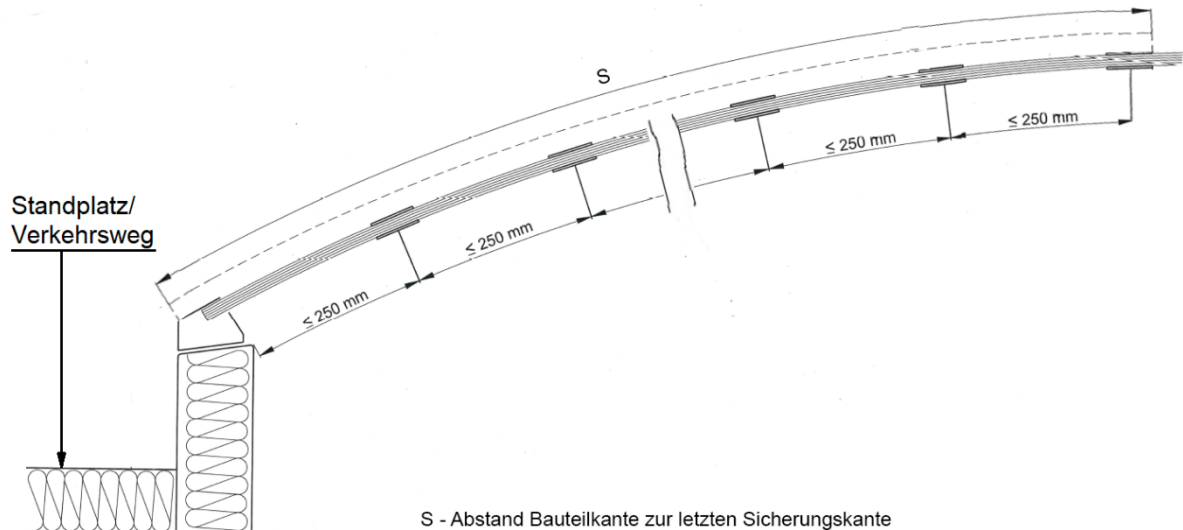 S
≤ 250 mm
≤ 250 mm
Standplatz/
Verkehrsweg
≤ 250 mm
≤ 250 mm
S - Abstand Bauteilkante zur letzten Sicherungskante